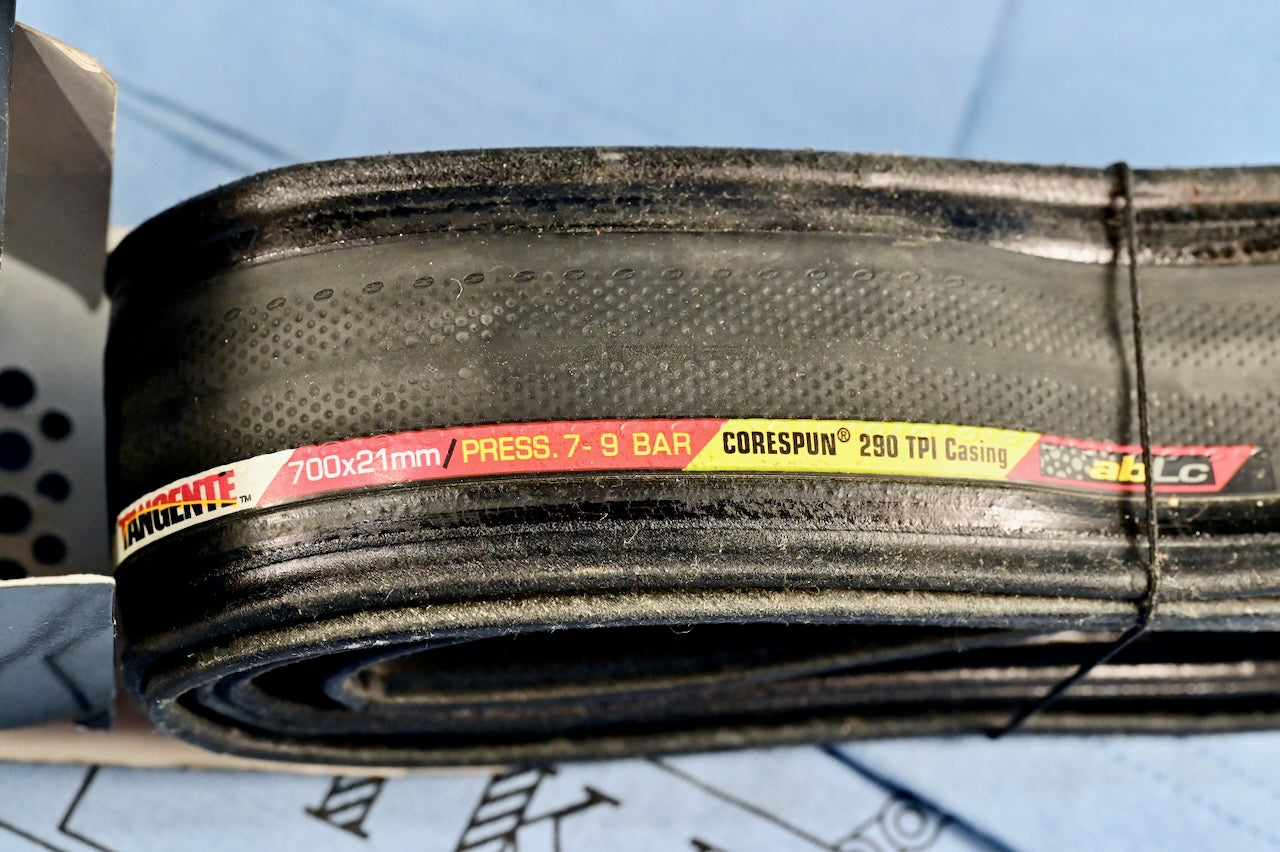 TANGENTE™ 700x21mm/PRESS. 7- 9 BAR CORESPUN® 290 TPI Casing abLc